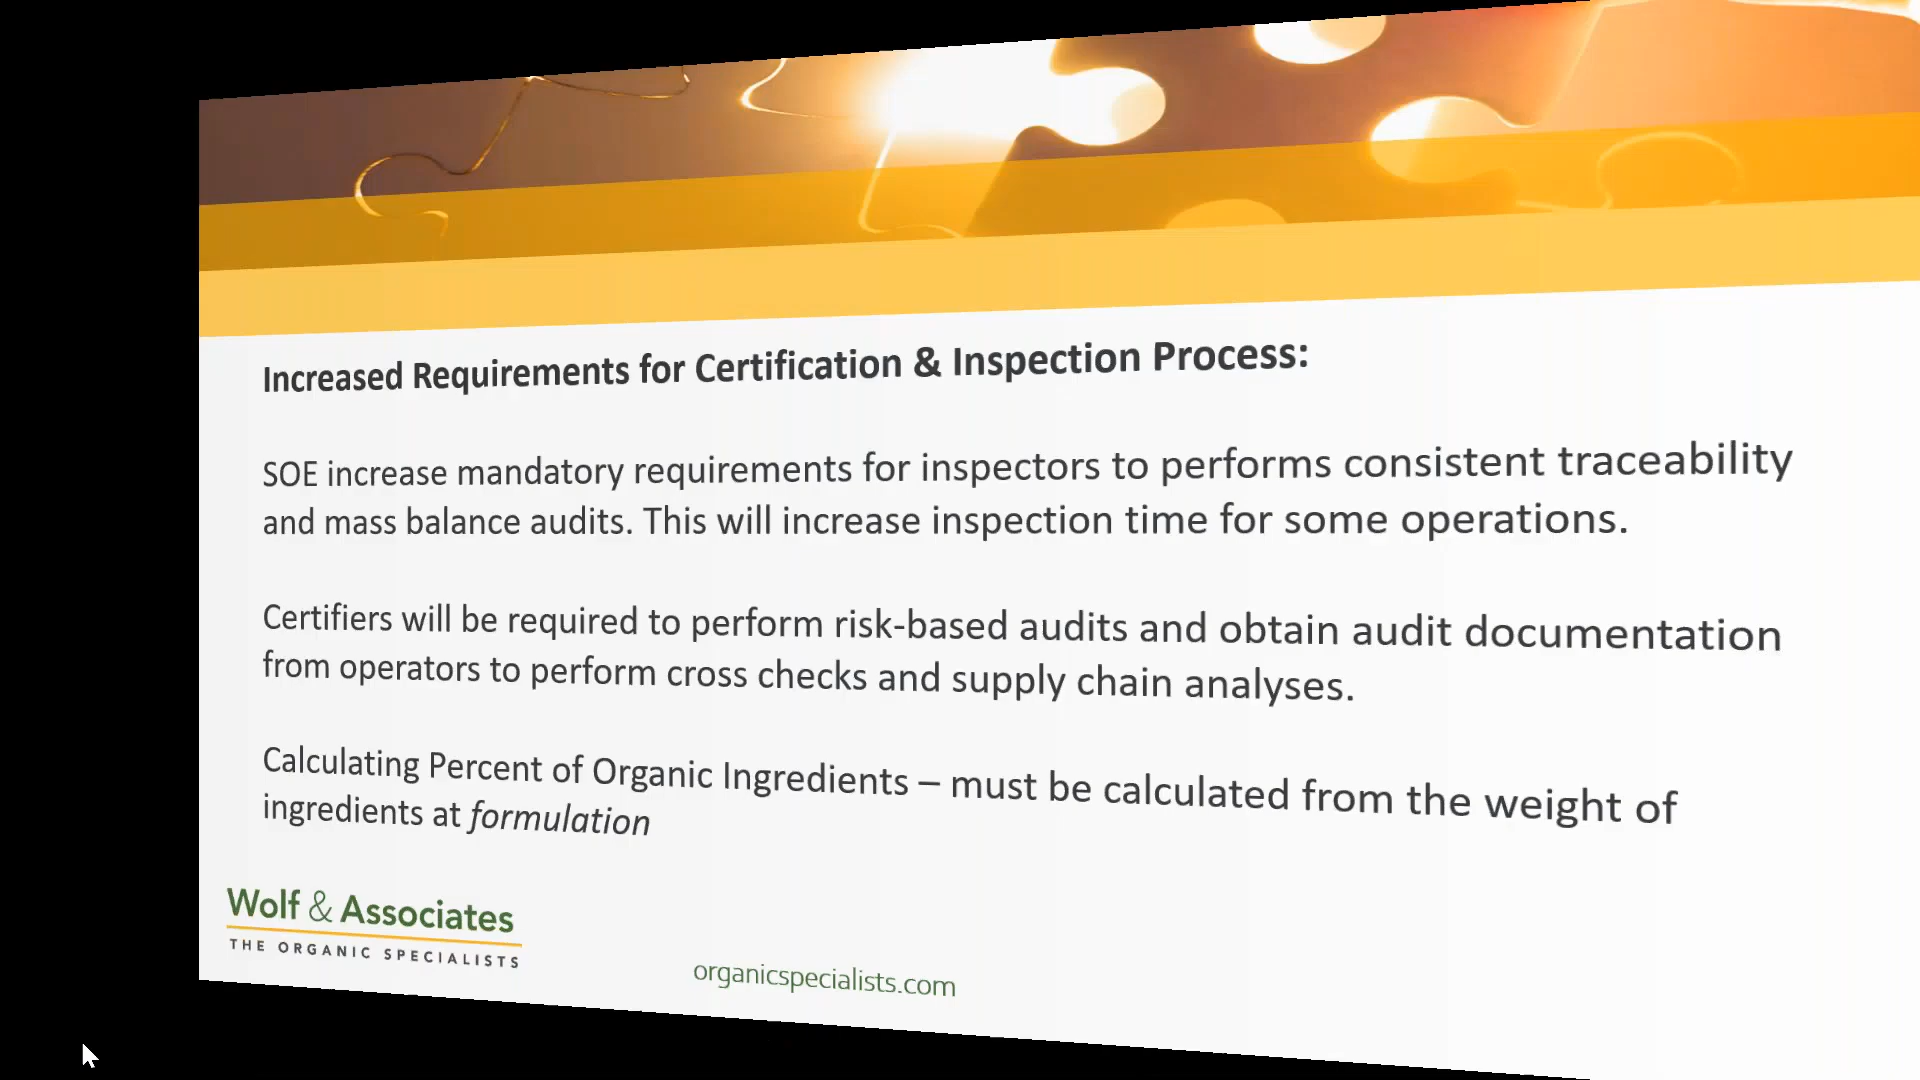 Increased Requirements for Certification & Inspection Process:
SOE increase mandatory requirements for inspectors to performs consistent traceability
and mass balance audits. This will increase inspection time for some operations.
Certifiers will be required to perform risk-based audits and obtain audit documentation
from operators to perform cross checks and supply chain analyses.
Calculating Percent of Organic Ingredients – must be calculated from the weight of
ingredients at formulation
Wolf & Associates
THE ORGANIC SPECIALISTS
organicspecialists.com